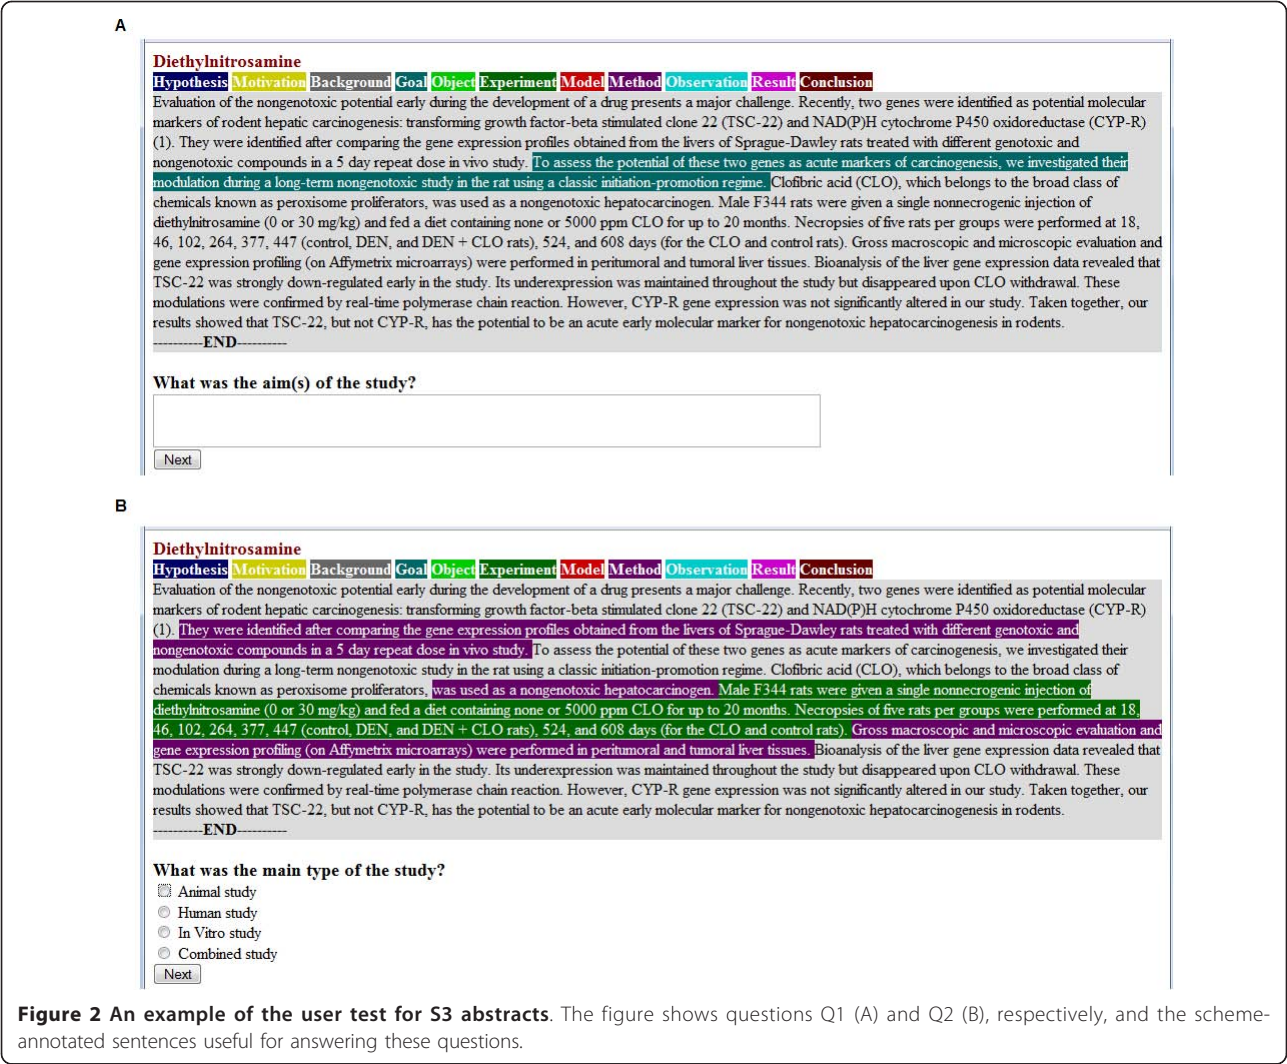 A
Diethylnitrosamine
Hypothesis Motivation Background Goal Object Experiment Model Method Observation Result Conclusion
Evaluation of the nongenotoxic potential early during the development of a drug presents a major challenge. Recently, two genes were identified as potential molecular
markers of rodent hepatic carcinogenesis: transforming growth factor-beta stimulated clone 22 (TSC-22) and NAD(P)H cytochrome P450 oxidoreductase (CYP-R)
(1). They were identified after comparing the gene expression profiles obtained from the livers of Sprague-Dawley rats treated with different genotoxic and
nongenotoxic compounds in a 5 day repeat dose in vivo study. To assess the potential of these two genes as acute markers of carcinogenesis, we investigated their
modulation during a long-term nongenotoxic study in the rat using a classic initiation-promotion regime. Clofibric acid (CLO), which belongs to the broad class of
chemicals known as peroxisome proliferators, was used as a nongenotoxic hepatocarcinogen. Male F344 rats were given a single nonnecrogenic injection of
diethylnitrosamine (0 or 30 mg/kg) and fed a diet containing none or 5000 ppm CLO for up to 20 months. Necropsies of five rats per groups were performed at 18,
46, 102, 264, 377, 447 (control, DEN, and DEN + CLO rats), 524, and 608 days (for the CLO and control rats). Gross macroscopic and microscopic evaluation and
gene expression profiling (on Affymetrix microarrays) were performed in peritumoral and tumoral liver tissues. Bioanalysis of the liver gene expression data revealed that
TSC-22 was strongly down-regulated early in the study. Its underexpression was maintained throughout the study but disappeared upon CLO withdrawal. These
modulations were confirmed by real-time polymerase chain reaction. However, CYP-R gene expression was not significantly altered in our study. Taken together, our
results showed that TSC-22, but not CYP-R, has the potential to be an acute early molecular marker for nongenotoxic hepatocarcinogenesis in rodents.
----------END----------
What was the aim(s) of the study?
Next
B
Diethylnitrosamine
Hypothesis Motivation Background Goal Object Experiment Model Method Observation Result Conclusion
Evaluation of the nongenotoxic potential early during the development of a drug presents a major challenge. Recently, two genes were identified as potential molecular
markers of rodent hepatic carcinogenesis: transforming growth factor-beta stimulated clone 22 (TSC-22) and NAD(P)H cytochrome P450 oxidoreductase (CYP-R)
(1). They were identified after comparing the gene expression profiles obtained from the livers of Sprague-Dawley rats treated with different genotoxic and
nongenotoxic compounds in a 5 day repeat dose in vivo study. To assess the potential of these two genes as acute markers of carcinogenesis, we investigated their
modulation during a long-term nongenotoxic study in the rat using a classic initiation-promotion regime. Clofibric acid (CLO), which belongs to the broad class of
chemicals known as peroxisome proliferators, was used as a nongenotoxic hepatocarcinogen. Male F344 rats were given a single nonnecrogenic injection of
diethylnitrosamine (0 or 30 mg/kg) and fed a diet containing none or 5000 ppm CLO for up to 20 months. Necropsies of five rats per groups were performed at 18,
46, 102, 264, 377, 447 (control, DEN, and DEN + CLO rats), 524, and 608 days (for the CLO and control rats). Gross macroscopic and microscopic evaluation and
gene expression profiling (on Affymetrix microarrays) were performed in peritumoral and tumoral liver tissues. Bioanalysis of the liver gene expression data revealed that
TSC-22 was strongly down-regulated early in the study. Its underexpression was maintained throughout the study but disappeared upon CLO withdrawal. These
modulations were confirmed by real-time polymerase chain reaction. However, CYP-R gene expression was not significantly altered in our study. Taken together, our
results showed that TSC-22, but not CYP-R, has the potential to be an acute early molecular marker for nongenotoxic hepatocarcinogenesis in rodents.
----------END----------
What was the main type of the study?
Animal study
Human study
In Vitro study
Combined study
Next
Figure 2 An example of the user test for S3 abstracts. The figure shows questions Q1 (A) and Q2 (B), respectively, and the scheme-
annotated sentences useful for answering these questions.